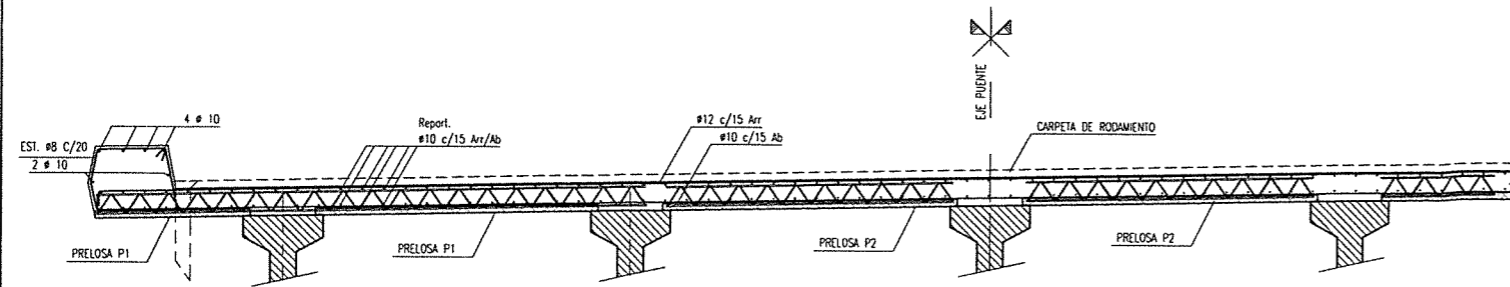 EJE PUENTE
4 ø 10
EST. ø8 C/20
2 ø 10
Report.
ø10 c/15 Arr/Ab
ø12 c/15 Arr
ø10 c/15 Ab
CARPETA DE RODAMIENTO
PRELOSA P1
PRELOSA P1
PRELOSA P2
PRELOSA P2